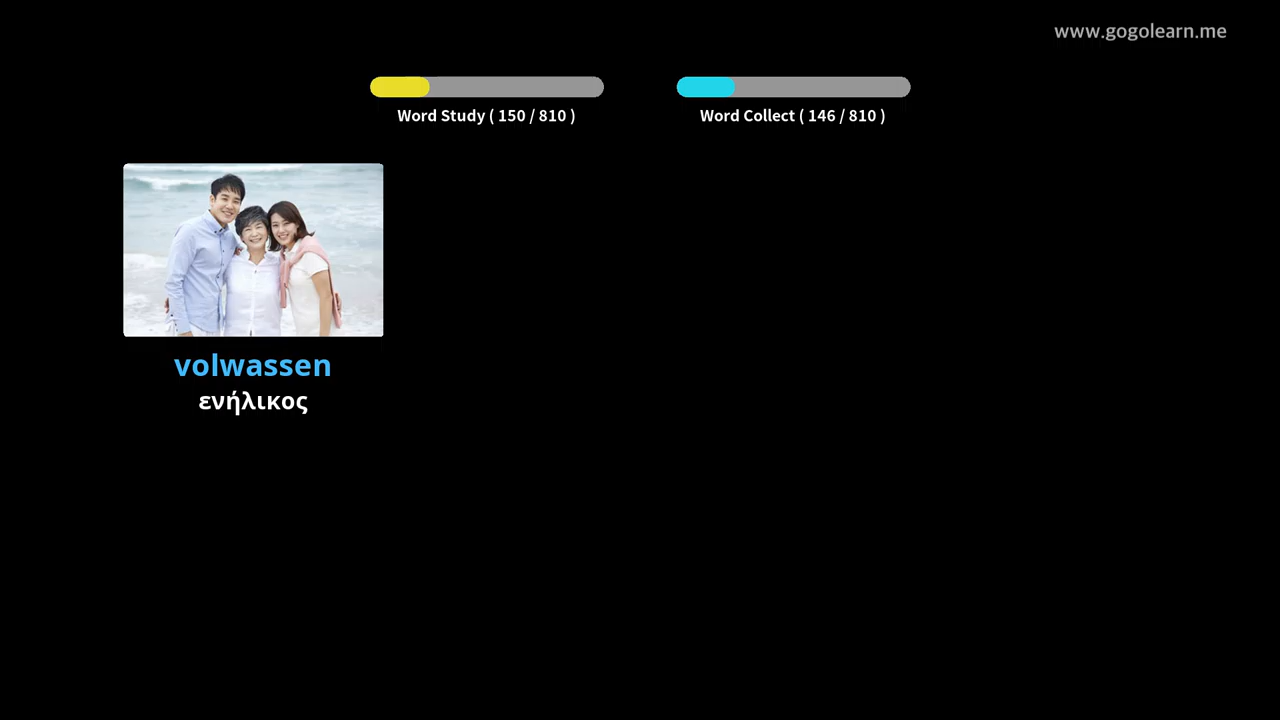 www.gogolearn.me
Word Study ( 150 / 810 )
Word Collect ( 146 / 810 )
volwassen
ενήλικος